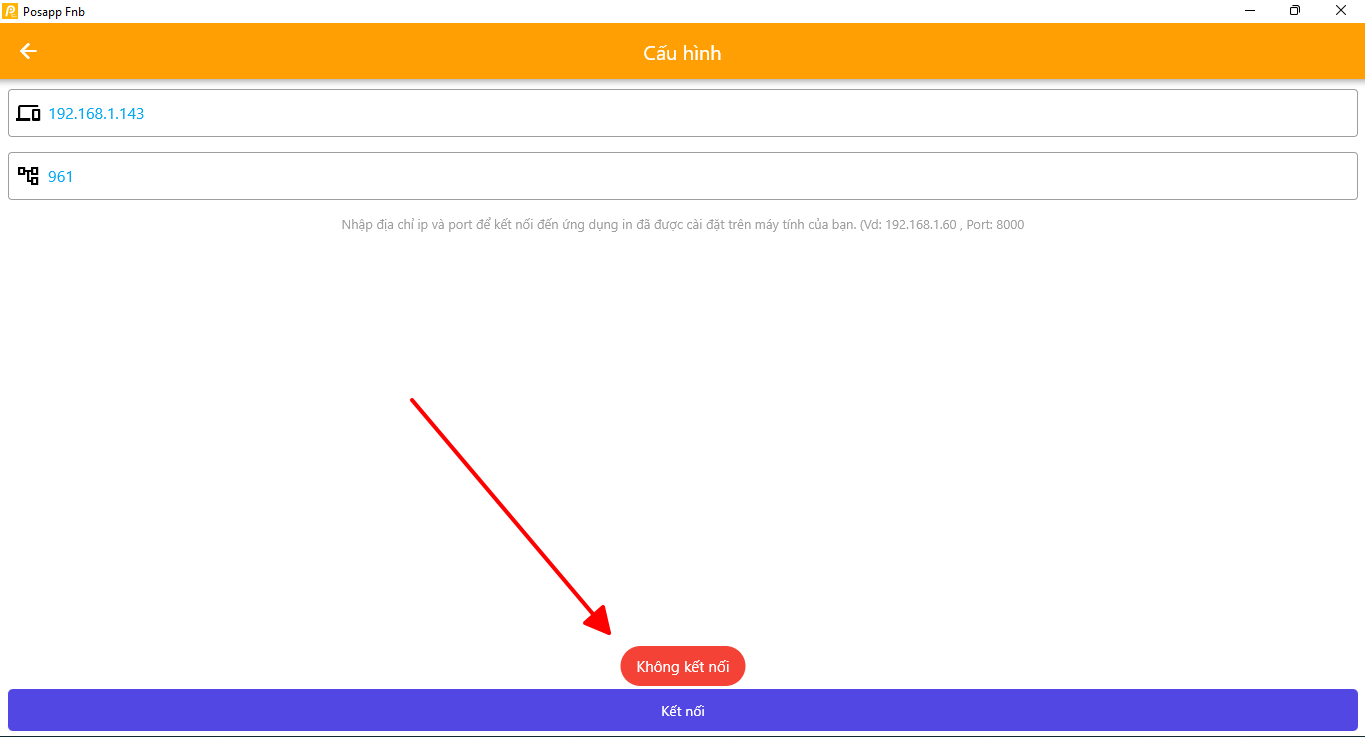 Posapp Fnb
Cấu hình
192.168.1.143
961
Nhập địa chỉ ip và port để kết nối đến ứng dụng in đã được cài đặt trên máy tính của bạn. (Vd: 192.168.1.60 , Port: 8000
Không kết nối
Kết nối